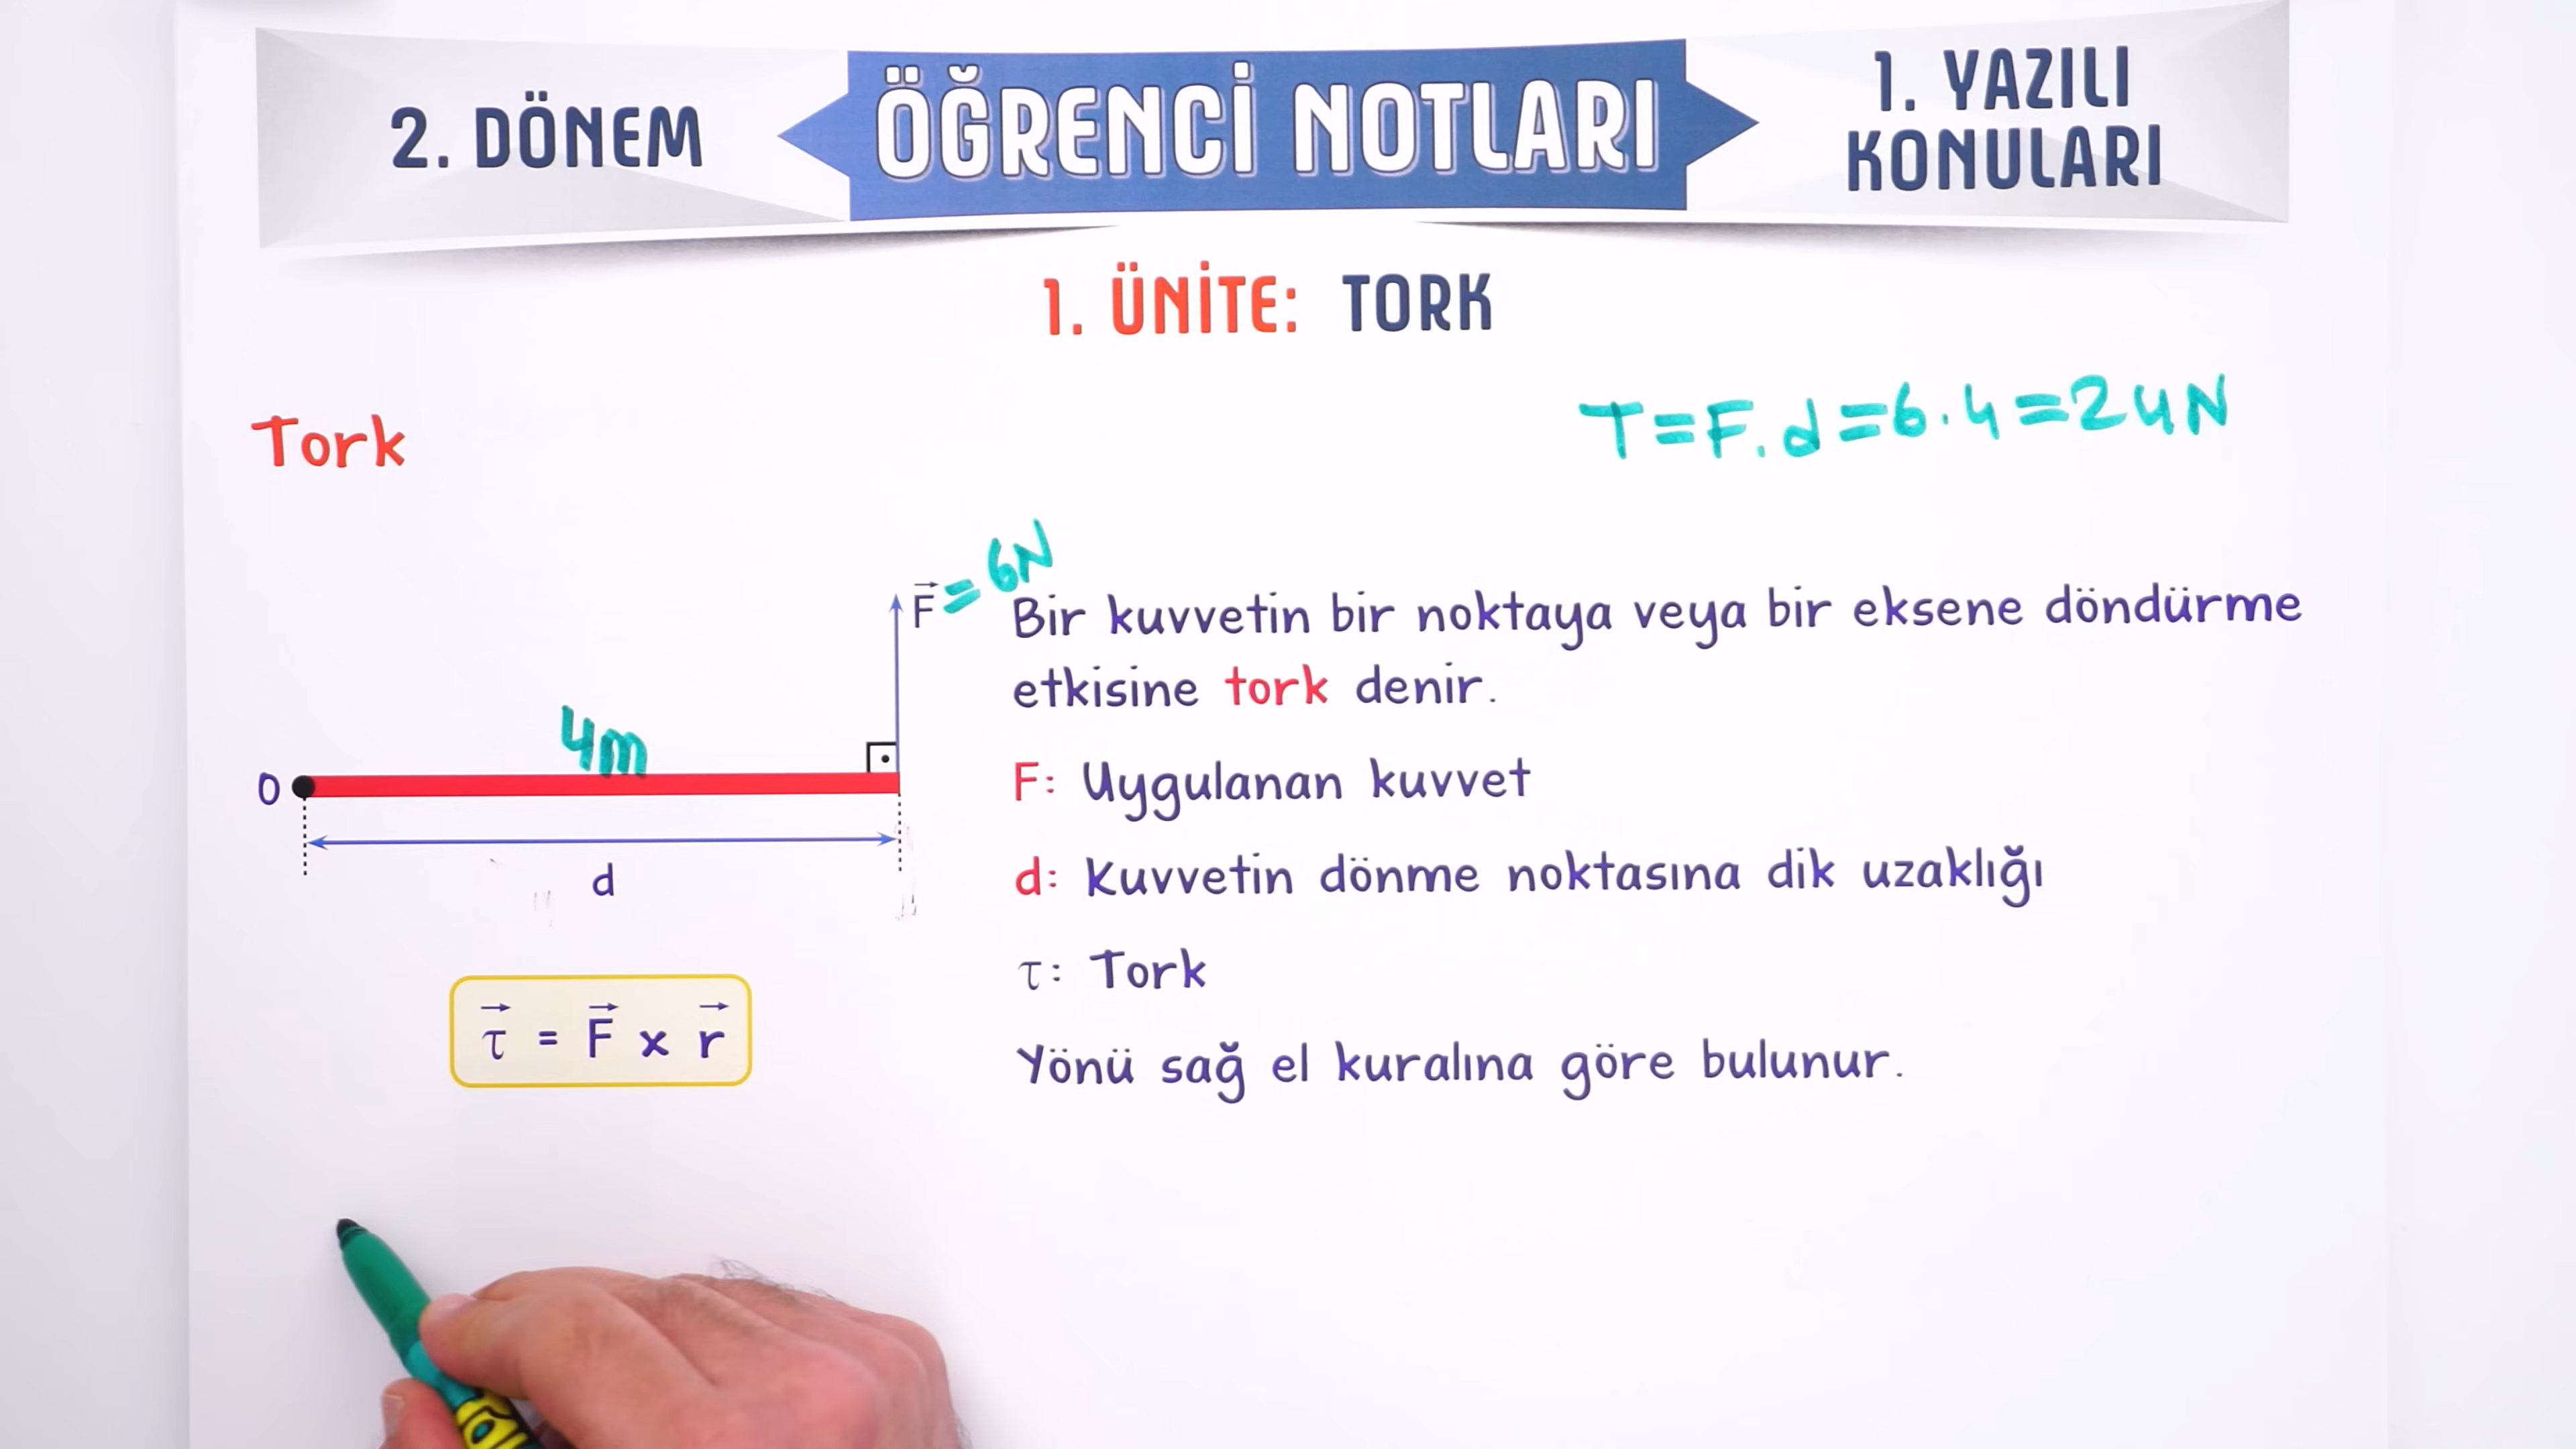 2. DÖNEM
ÖĞRENCİ NOTLARI
1. YAZILI
KONULARI
1. ÜNİTE: TORK
Tork
T=F.d=6.4=24N
F = 6N
4m
O
d
τ = F x r
Bir kuvvetin bir noktaya veya bir eksene döndürme
etkisine tork denir.
F: Uygulanan kuvvet
d: Kuvvetin dönme noktasına dik uzaklığı
τ: Tork
Yönü sağ el kuralına göre bulunur.